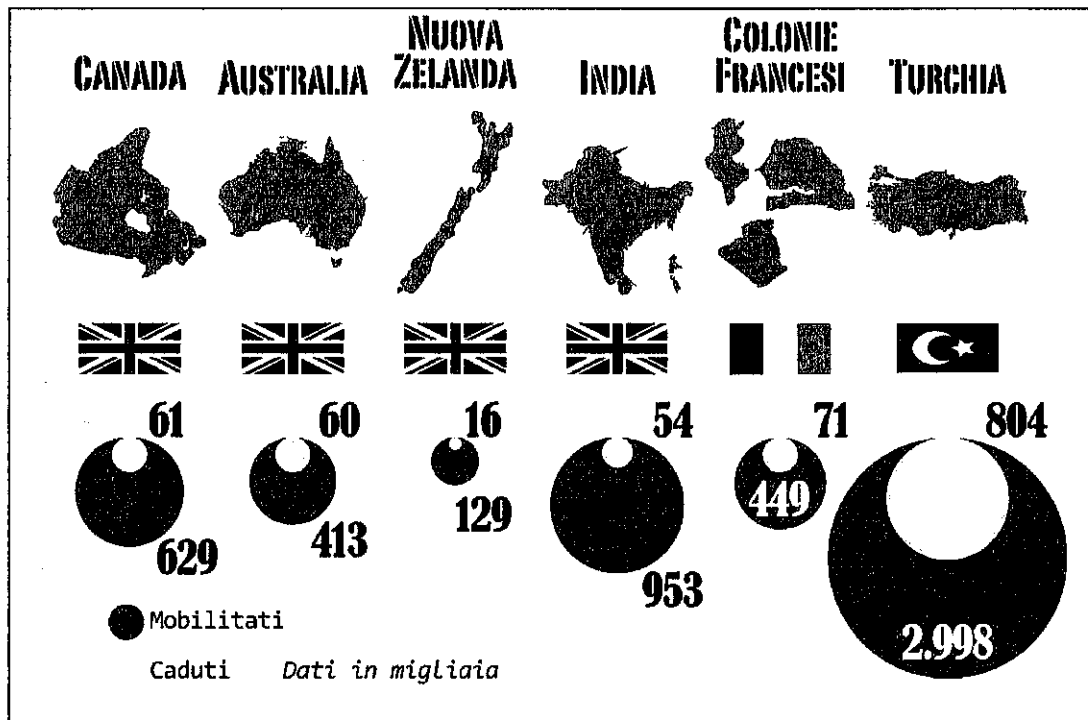 CANADA
AUSTRALIA
NUOVA
ZELANDA
INDIA
COLONIE
FRANCESI
TURCHIA
61
60
16
54
71
804
629
413
129
953
449
2.998
Mobilitati
Caduti Dati in migliaia